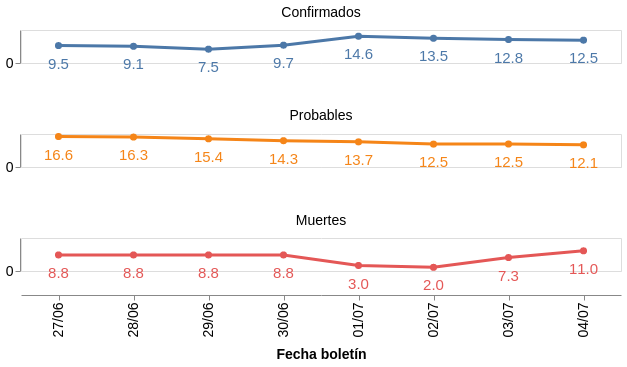 Confirmados
0
9.5 9.1 7.5 9.7 14.6 13.5 12.8 12.5
Probables
0
16.6 16.3 15.4 14.3 13.7 12.5 12.5 12.1
Muertes
0
8.8 8.8 8.8 8.8 3.0 2.0 7.3 11.0
27/06 28/06 29/06 30/06 01/07 02/07 03/07 04/07
Fecha boletín